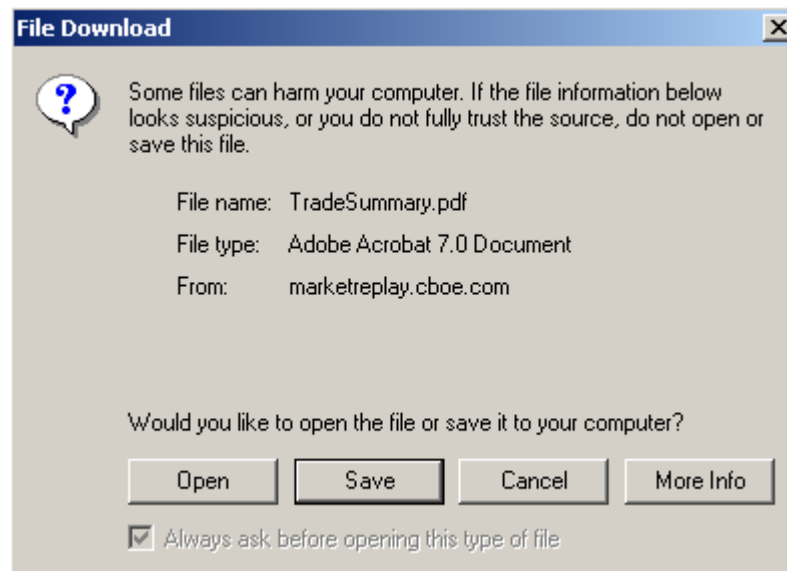 File Download
Some files can harm your computer. If the file information below
looks suspicious, or you do not fully trust the source, do not open or
save this file.
File name: TradeSummary.pdf
File type: Adobe Acrobat 7.0 Document
From: marketreplay.cboe.com
Would you like to open the file or save it to your computer?
Open Save Cancel More Info
Always ask before opening this type of file